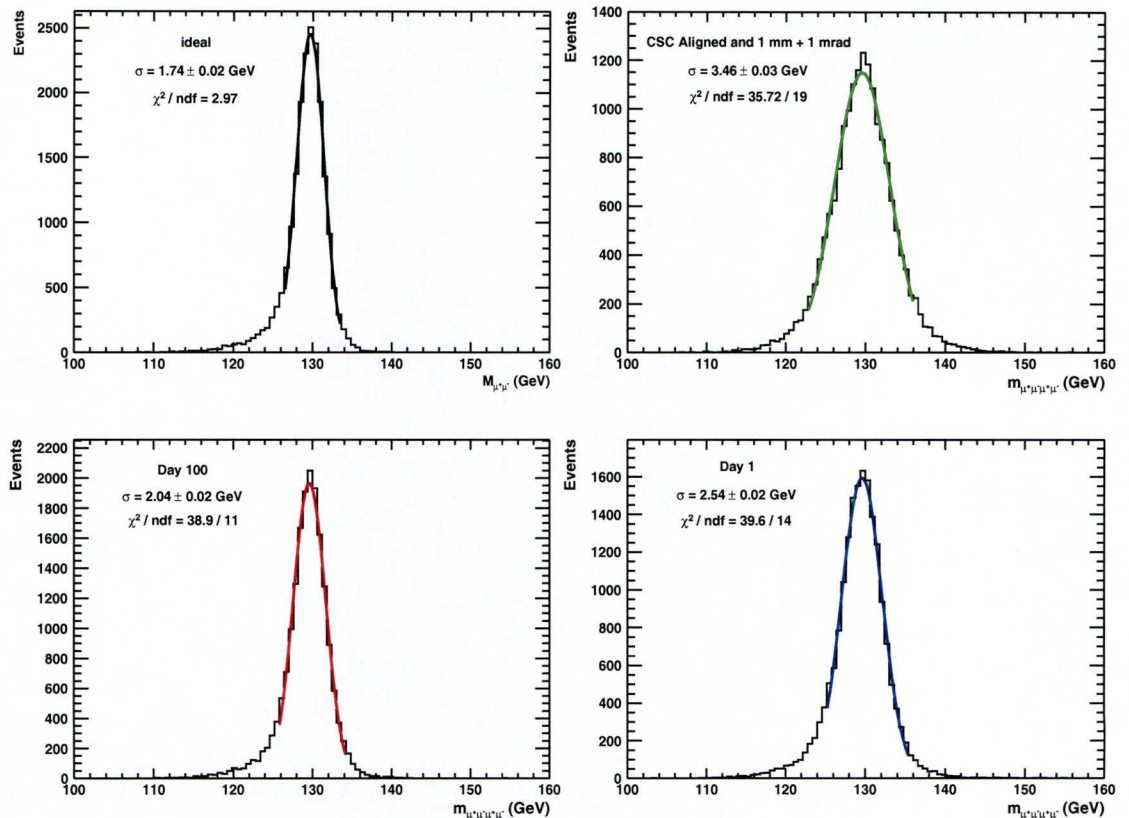 Events
2500
2000
1500
1000
500
0
ideal
σ = 1.74 ± 0.02 GeV
χ² / ndf = 2.97
100 110 120 130 140 150 160
Mμ⁺μ⁻ (GeV)
Events
1400
1200
1000
800
600
400
200
0
CSC Aligned and 1 mm + 1 mrad
σ = 3.46 ± 0.03 GeV
χ² / ndf = 35.72 / 19
100 110 120 130 140 150 160
mμ⁺μ⁻μ⁺μ⁻ (GeV)
Events
2200
2000
1800
1600
1400
1200
1000
800
600
400
200
0
Day 100
σ = 2.04 ± 0.02 GeV
χ² / ndf = 38.9 / 11
100 110 120 130 140 150 160
mμ⁺μ⁻μ⁺μ⁻ (GeV)
Events
1600
1400
1200
1000
800
600
400
200
0
Day 1
σ = 2.54 ± 0.02 GeV
χ² / ndf = 39.6 / 14
100 110 120 130 140 150 160
mμ⁺μ⁻μ⁺μ⁻ (GeV)